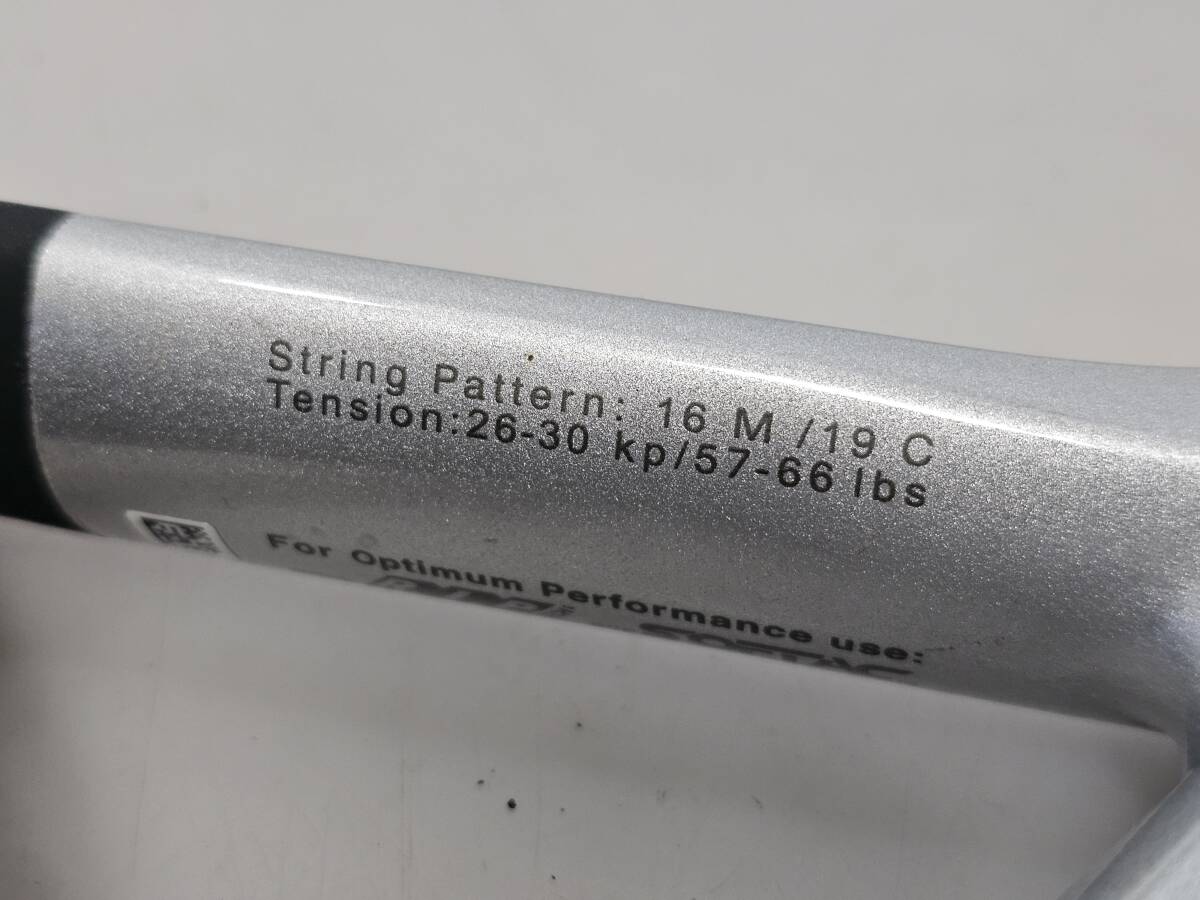 String Pattern: 16 M /19 C
Tension:26-30 kp/57-66 lbs
For Optimum Performance use: